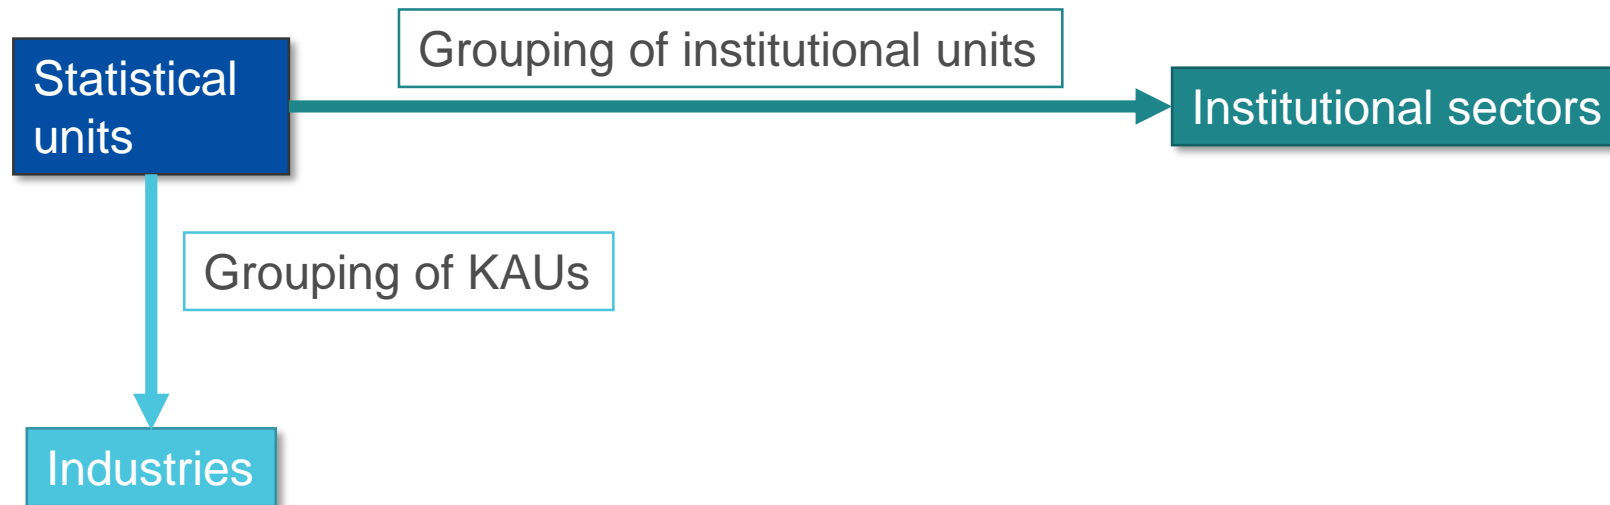 Grouping of institutional units
Statistical
units
Institutional sectors
Grouping of KAUs
Industries